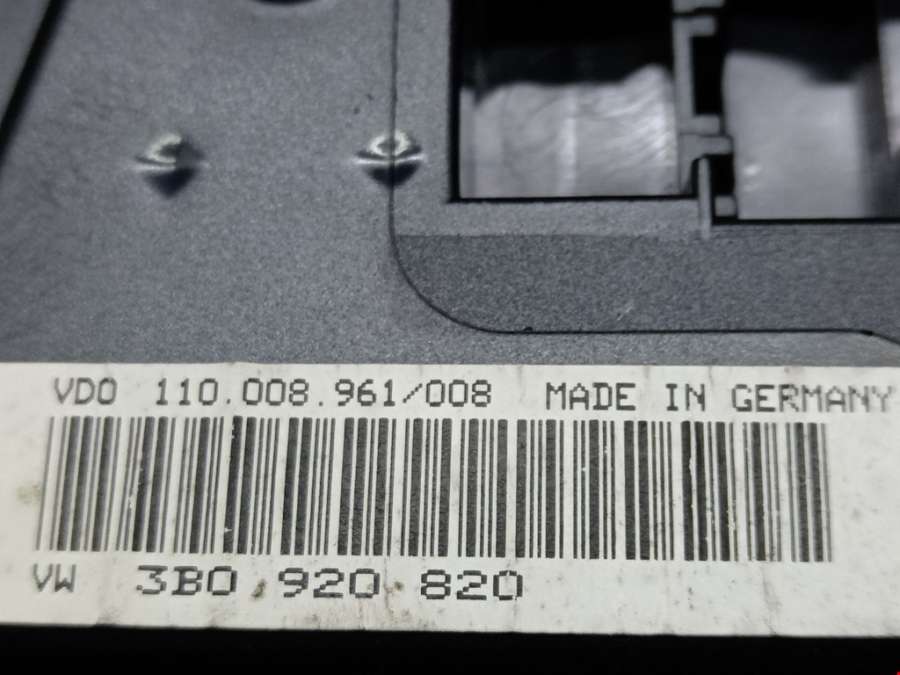 VDO 110.008.961/008 MADE IN GERMANY
VW 3B0 920 820